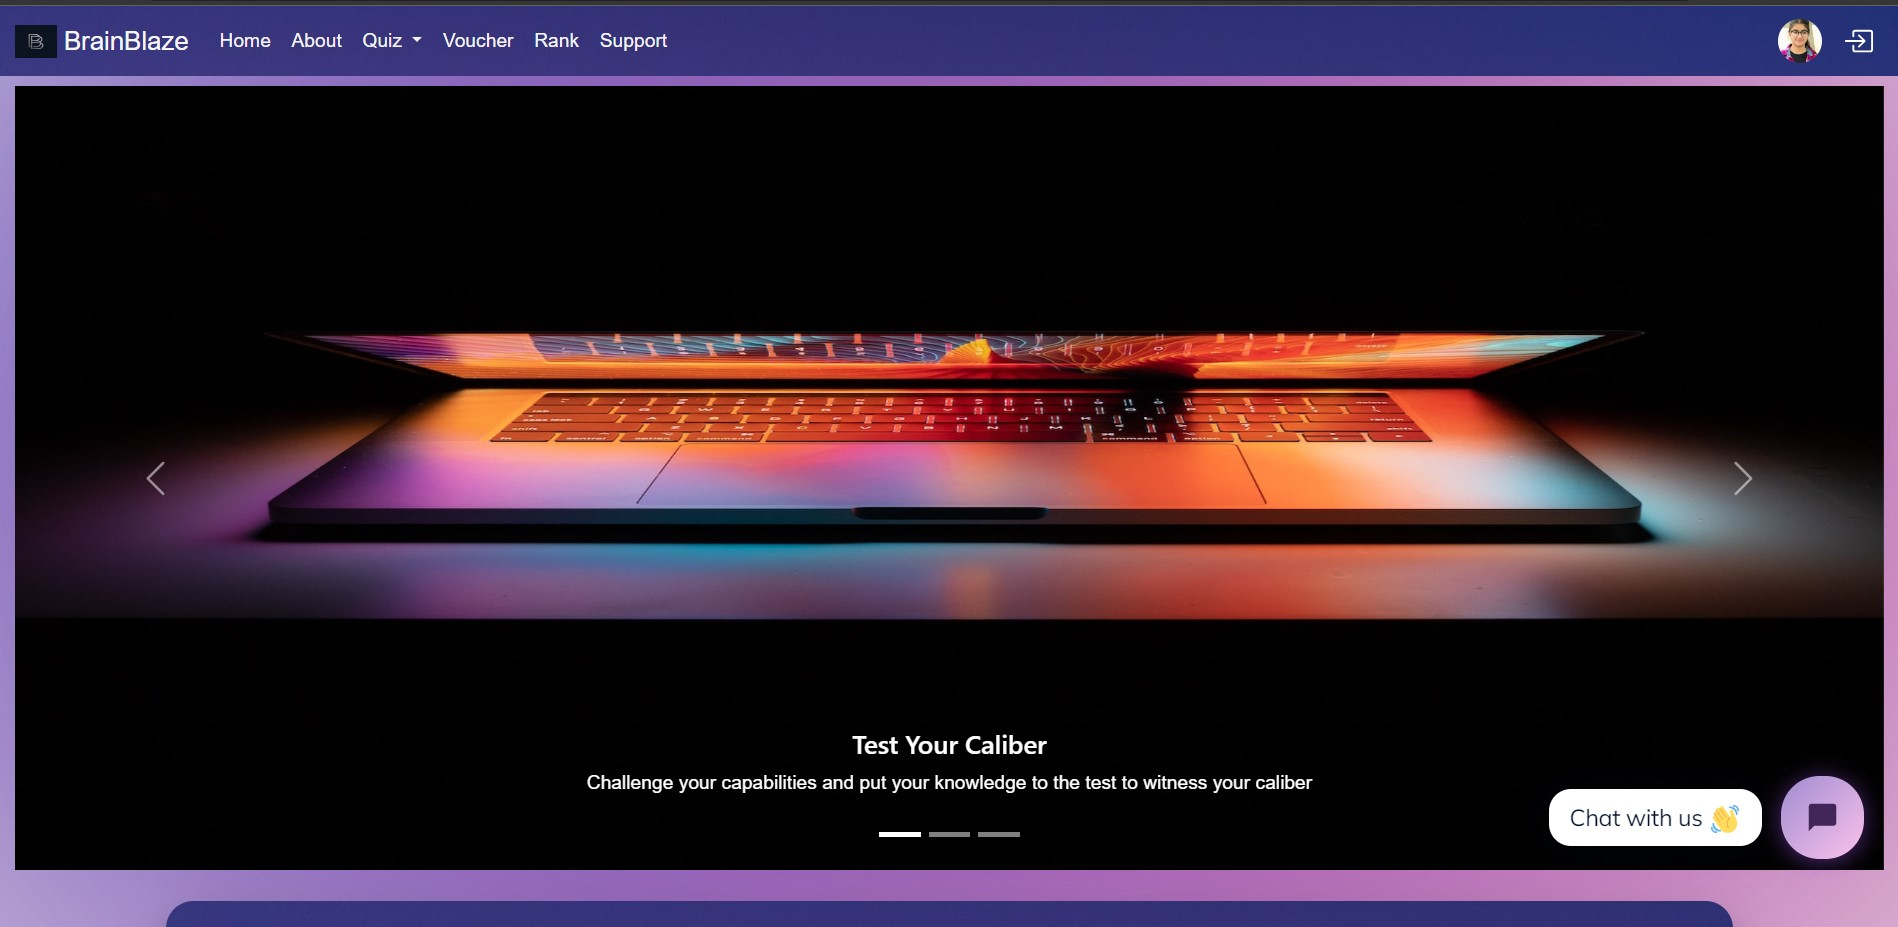 BrainBlaze Home About Quiz Voucher Rank Support
Test Your Caliber
Challenge your capabilities and put your knowledge to the test to witness your caliber
Chat with us 👋